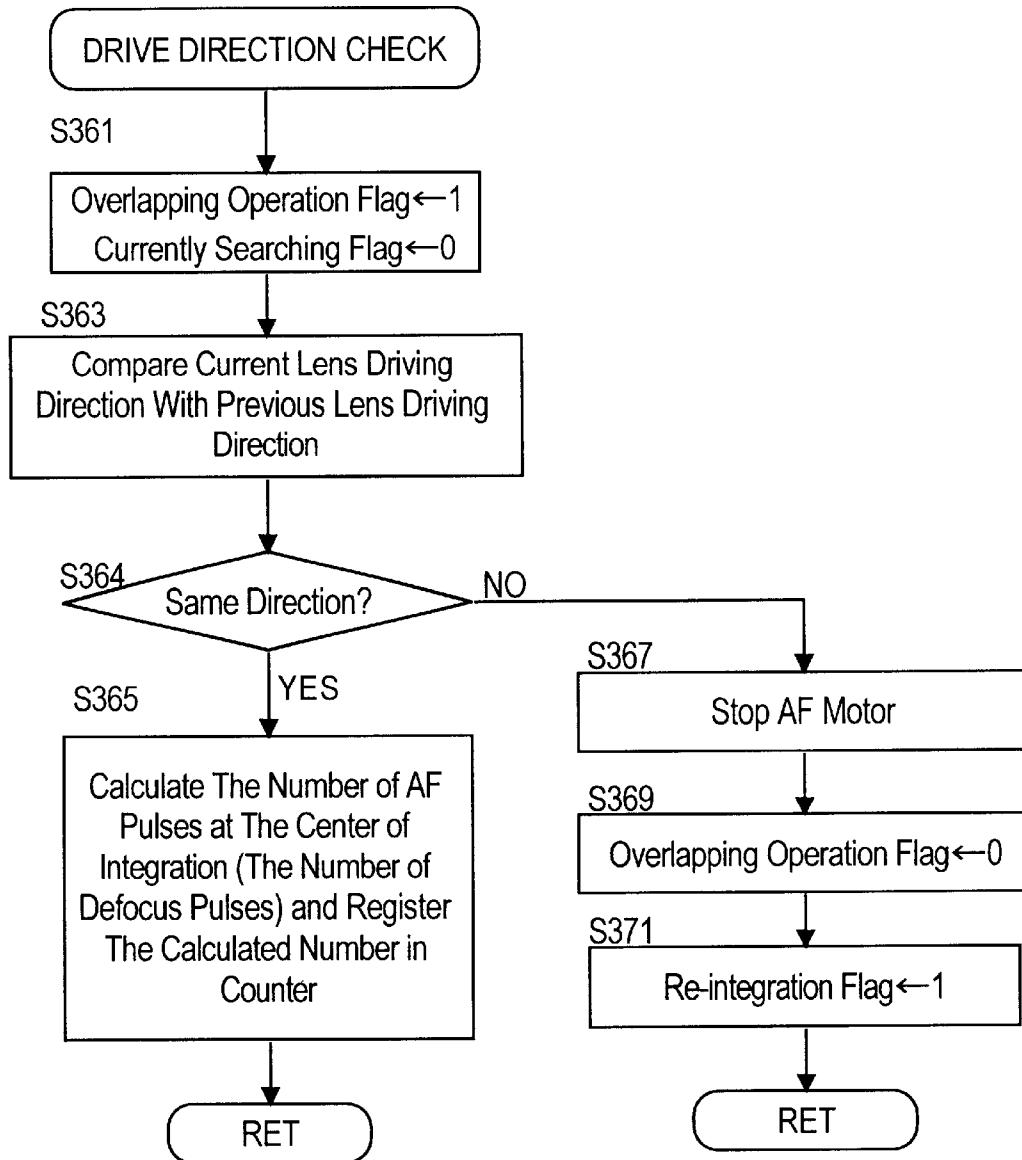 DRIVE DIRECTION CHECK
S361
Overlapping Operation Flag←1
Currently Searching Flag←0
S363
Compare Current Lens Driving
Direction With Previous Lens Driving
Direction
S364
Same Direction?
NO
YES
S365
Calculate The Number of AF
Pulses at The Center of
Integration (The Number of
Defocus Pulses) and Register
The Calculated Number in
Counter
RET
S367
Stop AF Motor
S369
Overlapping Operation Flag←0
S371
Re-integration Flag←1
RET